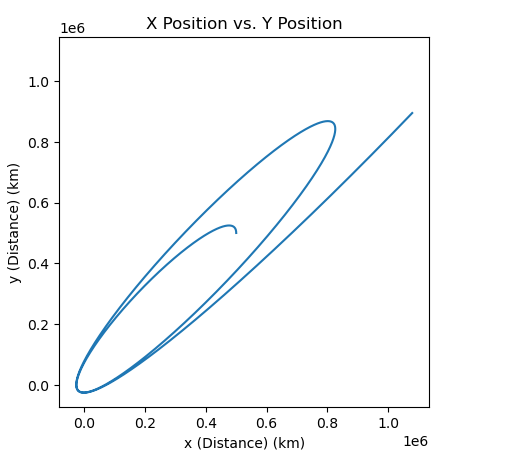 X Position vs. Y Position
1e6
1.0
0.8
0.6
0.4
0.2
0.0
y (Distance) (km)
0.0 0.2 0.4 0.6 0.8 1.0
1e6
x (Distance) (km)